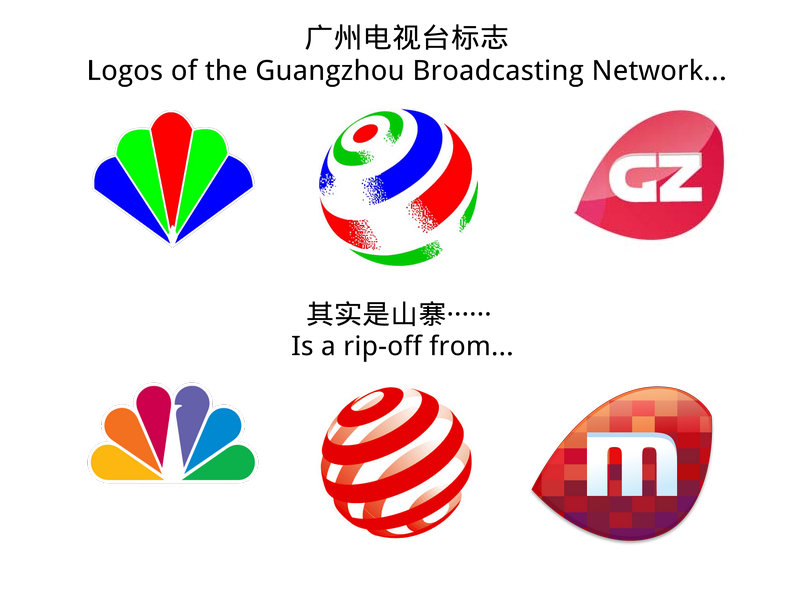 广州电视台标志
Logos of the Guangzhou Broadcasting Network...
GZ
其实是山寨······
Is a rip-off from...
m